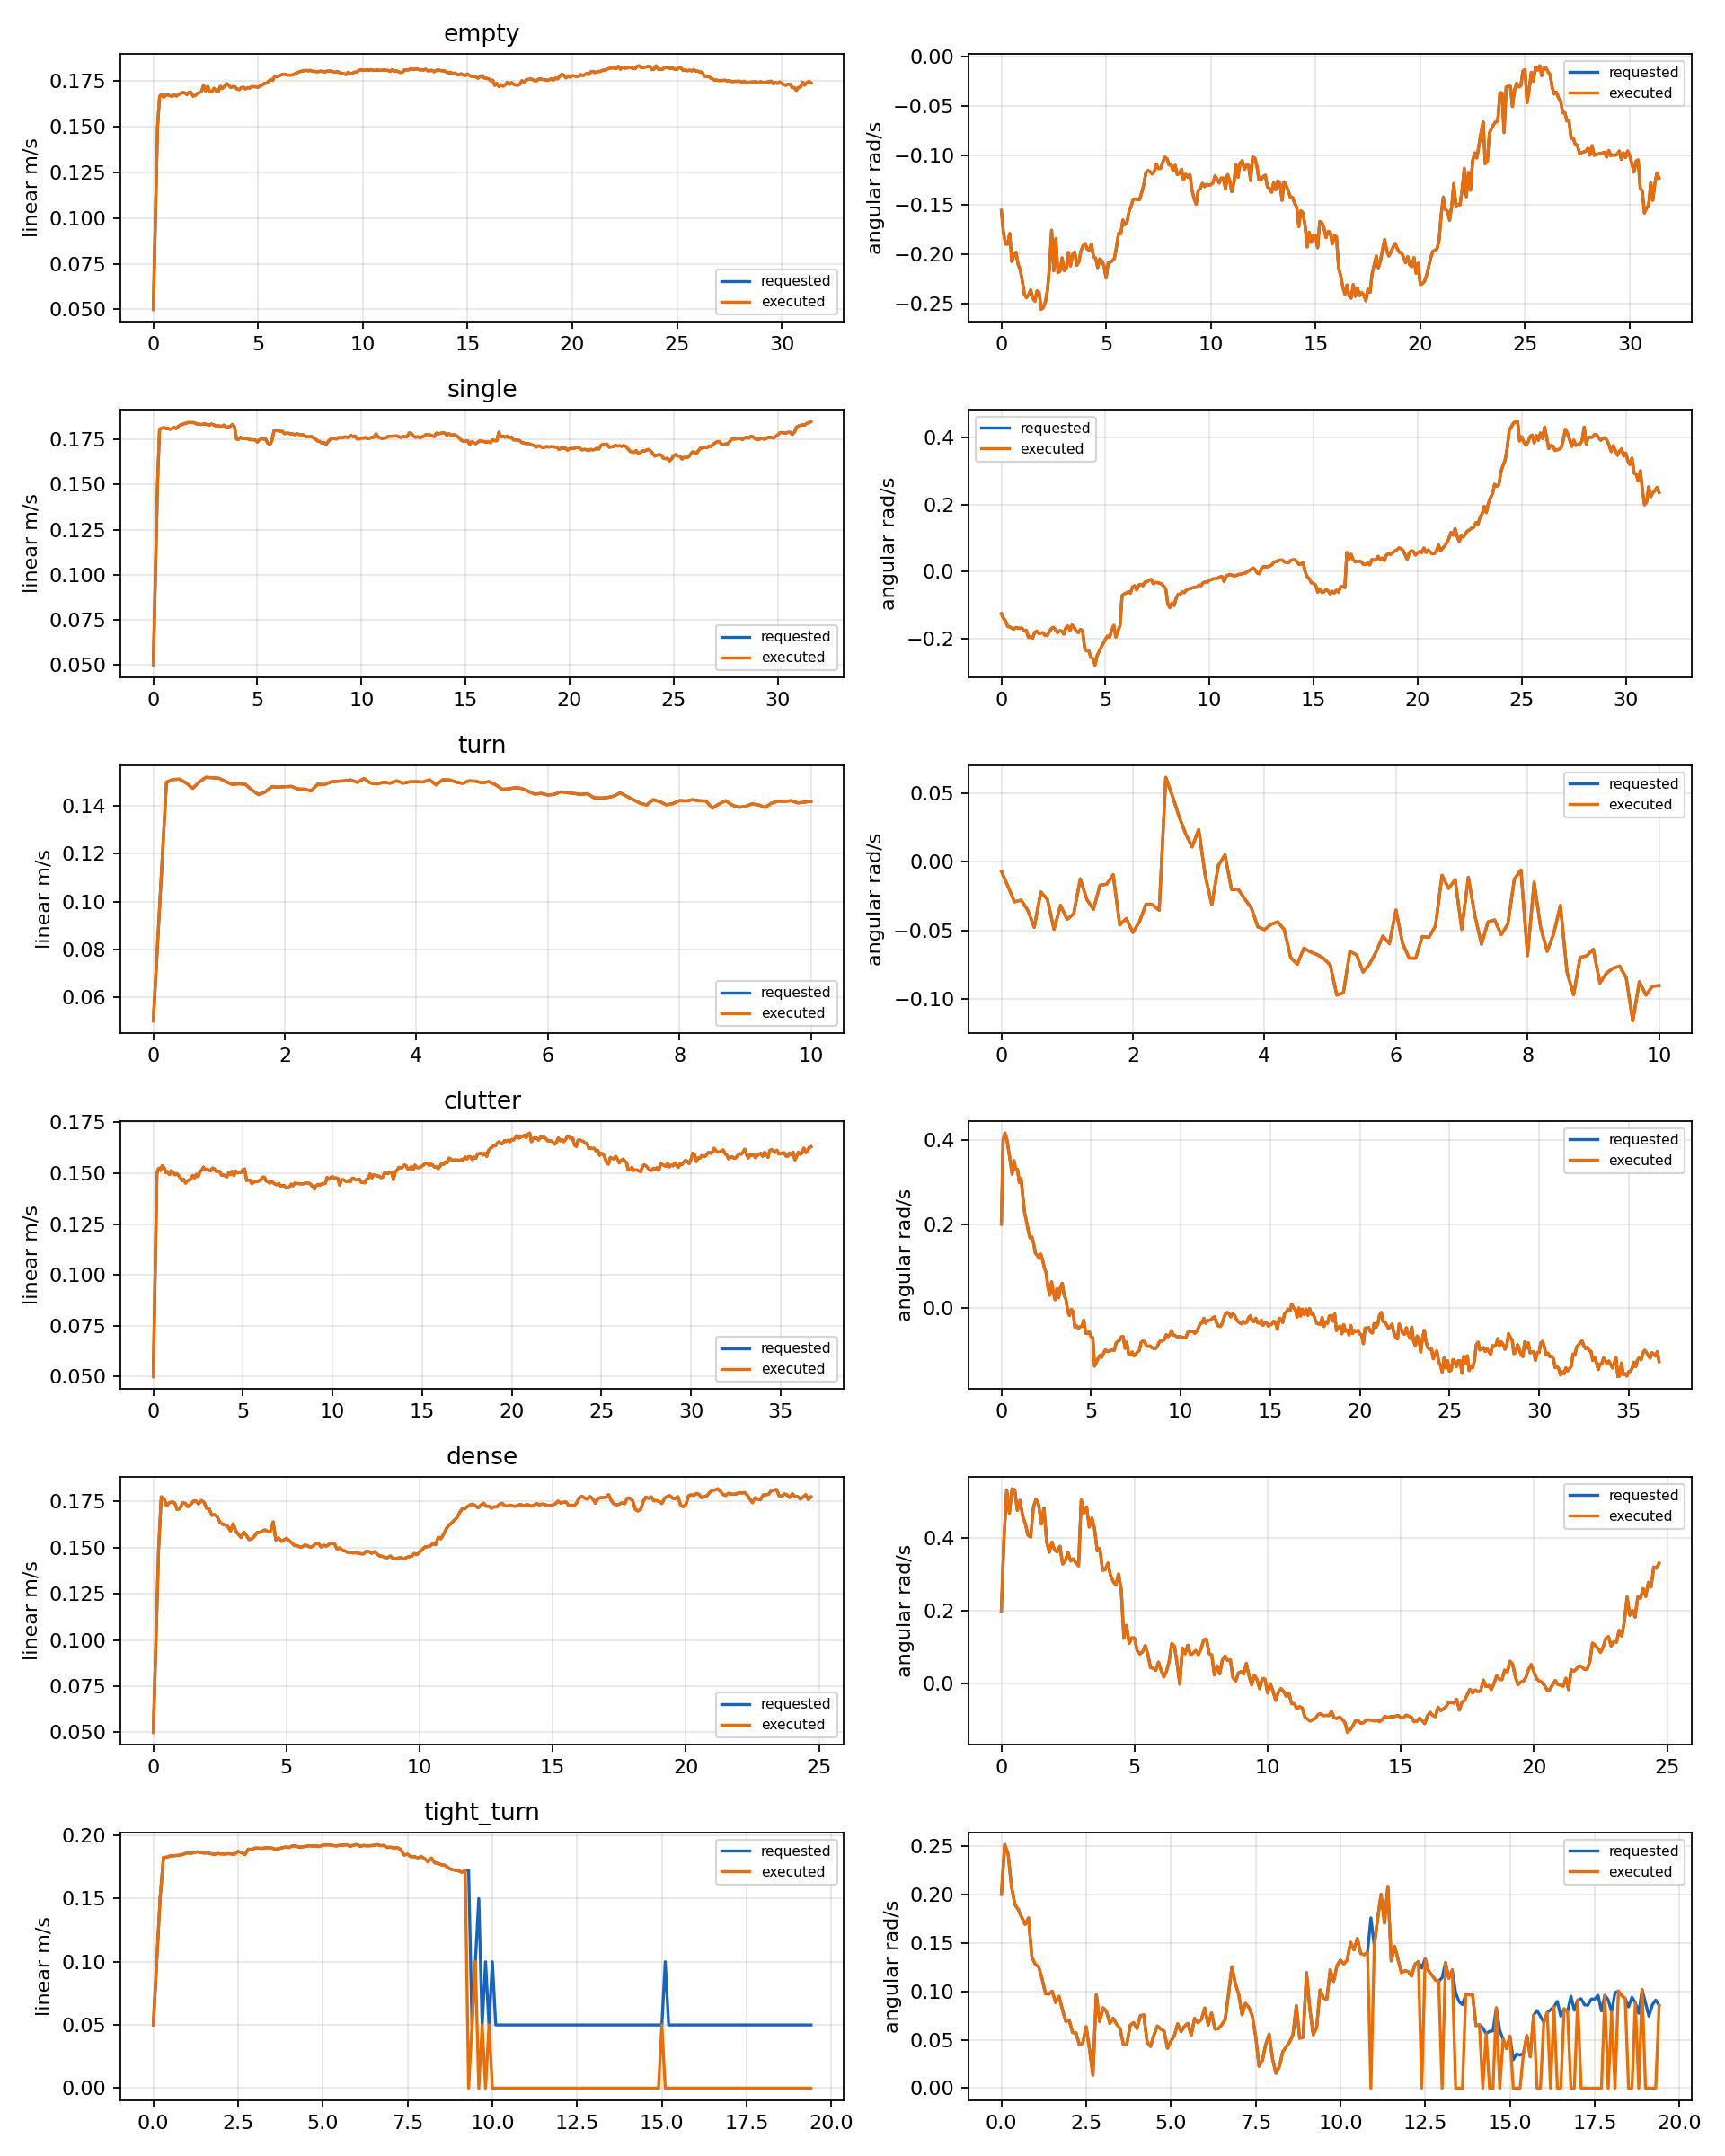 empty
linear m/s
0.175
0.150
0.125
0.100
0.075
0.050
0 5 10 15 20 25 30
requested
executed
angular rad/s
0.00
−0.05
−0.10
−0.15
−0.20
−0.25
0 5 10 15 20 25 30
requested
executed
single
linear m/s
0.175
0.150
0.125
0.100
0.075
0.050
0 5 10 15 20 25 30
requested
executed
angular rad/s
0.4
0.2
0.0
−0.2
0 5 10 15 20 25 30
requested
executed
turn
linear m/s
0.14
0.12
0.10
0.08
0.06
0 2 4 6 8 10
requested
executed
angular rad/s
0.05
0.00
−0.05
−0.10
0 2 4 6 8 10
requested
executed
clutter
linear m/s
0.175
0.150
0.125
0.100
0.075
0.050
0 5 10 15 20 25 30 35
requested
executed
angular rad/s
0.4
0.2
0.0
0 5 10 15 20 25 30 35
requested
executed
dense
linear m/s
0.175
0.150
0.125
0.100
0.075
0.050
0 5 10 15 20 25
requested
executed
angular rad/s
0.4
0.2
0.0
0 5 10 15 20 25
requested
executed
tight_turn
linear m/s
0.20
0.15
0.10
0.05
0.00
0.0 2.5 5.0 7.5 10.0 12.5 15.0 17.5 20.0
requested
executed
angular rad/s
0.25
0.20
0.15
0.10
0.05
0.00
0.0 2.5 5.0 7.5 10.0 12.5 15.0 17.5 20.0
requested
executed